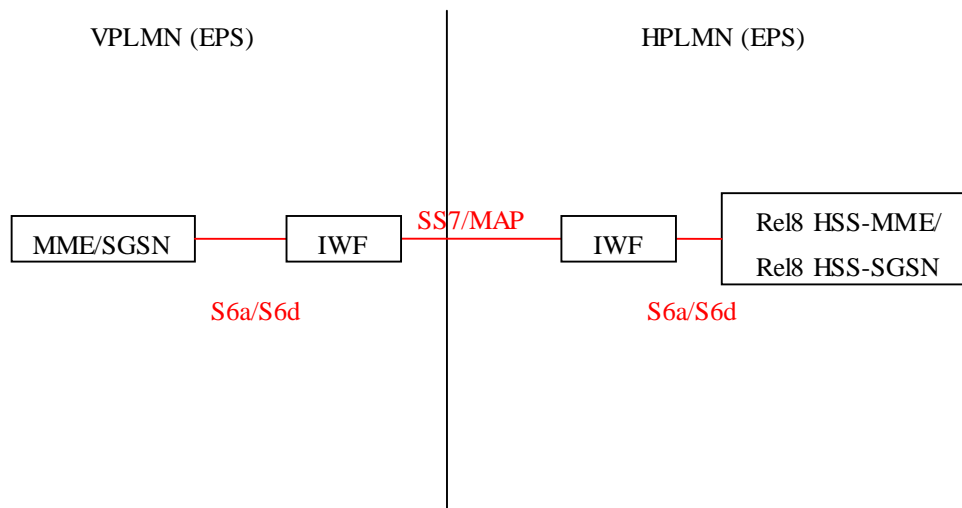 VPLMN (EPS)
HPLMN (EPS)
MME/SGSN
IWF
SS7/MAP
IWF
Rel8 HSS-MME/
Rel8 HSS-SGSN
S6a/S6d
S6a/S6d